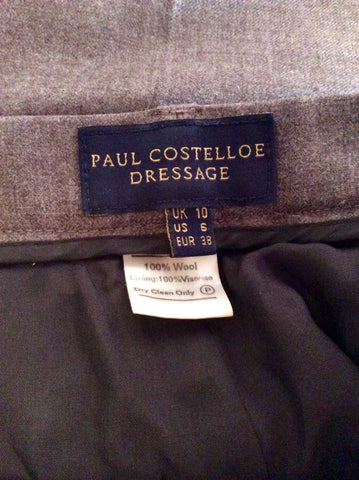 PAUL COSTELLOE
DRESSAGE
UK 10
US 6
EUR 38
100% Wool
Lining:100%Viscose
Dry Clean Only P